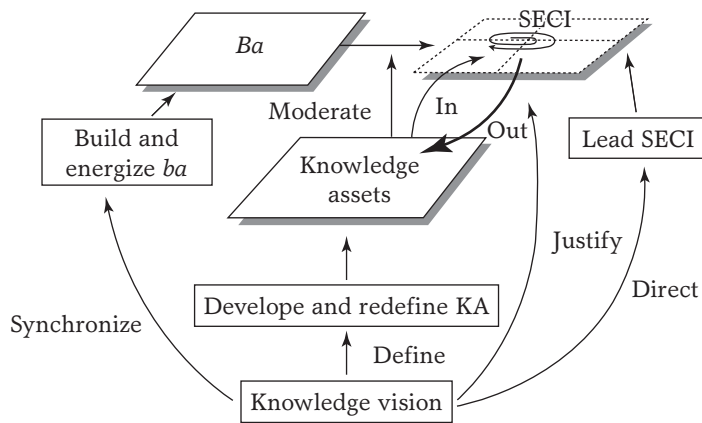 SECI
Ba
Moderate
In
Out
Build and
energize ba
Lead SECI
Knowledge
assets
Justify
Develope and redefine KA
Direct
Synchronize
Define
Knowledge vision